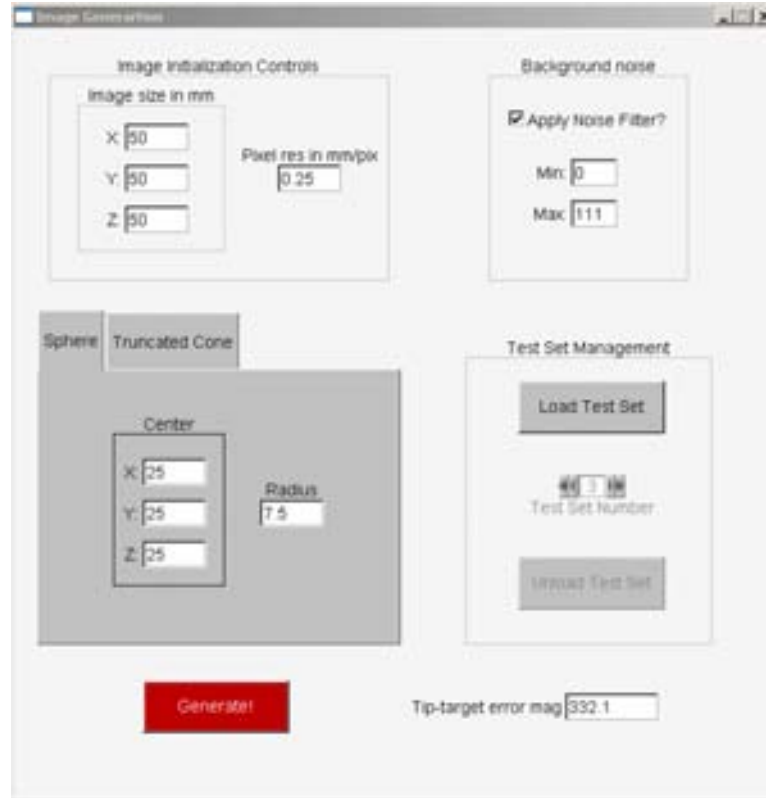 Image Generartion
Image Initialization Controls
Image size in mm
X: 50
Y: 50
Z: 50
Pixel res in mm/pix
0.25
Background noise
Apply Noise Filter?
Min: 0
Max: 111
Sphere
Truncated Cone
Center
X: 25
Y: 25
Z: 25
Radius
7.5
Test Set Management
Load Test Set
3
Test Set Number
Unload Test Set
Generate!
Tip-target error mag 332.1